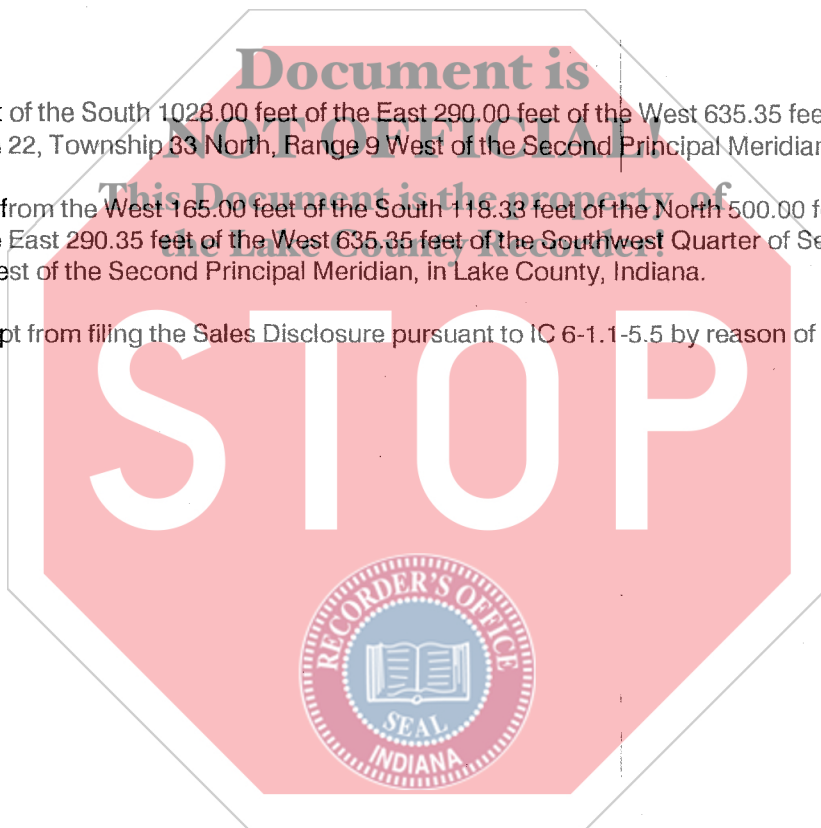 Document is
t of the South 1028.00 feet of the East 290.00 feet of the West 635.35 fee
22, Township 33 North, Range 9 West of the Second Principal Meridian
NOT OFFICIAL!
This Document is the property of
from the West 165.00 feet of the South 118.33 feet of the North 500.00 f
East 290.35 feet of the West 635.35 feet of the Southwest Quarter of Se
the Lake County Recorder!
est of the Second Principal Meridian, in Lake County, Indiana.
pt from filing the Sales Disclosure pursuant to IC 6-1.1-5.5 by reason of
STOP
RECORDER'S OFFICE
SEAL
INDIANA